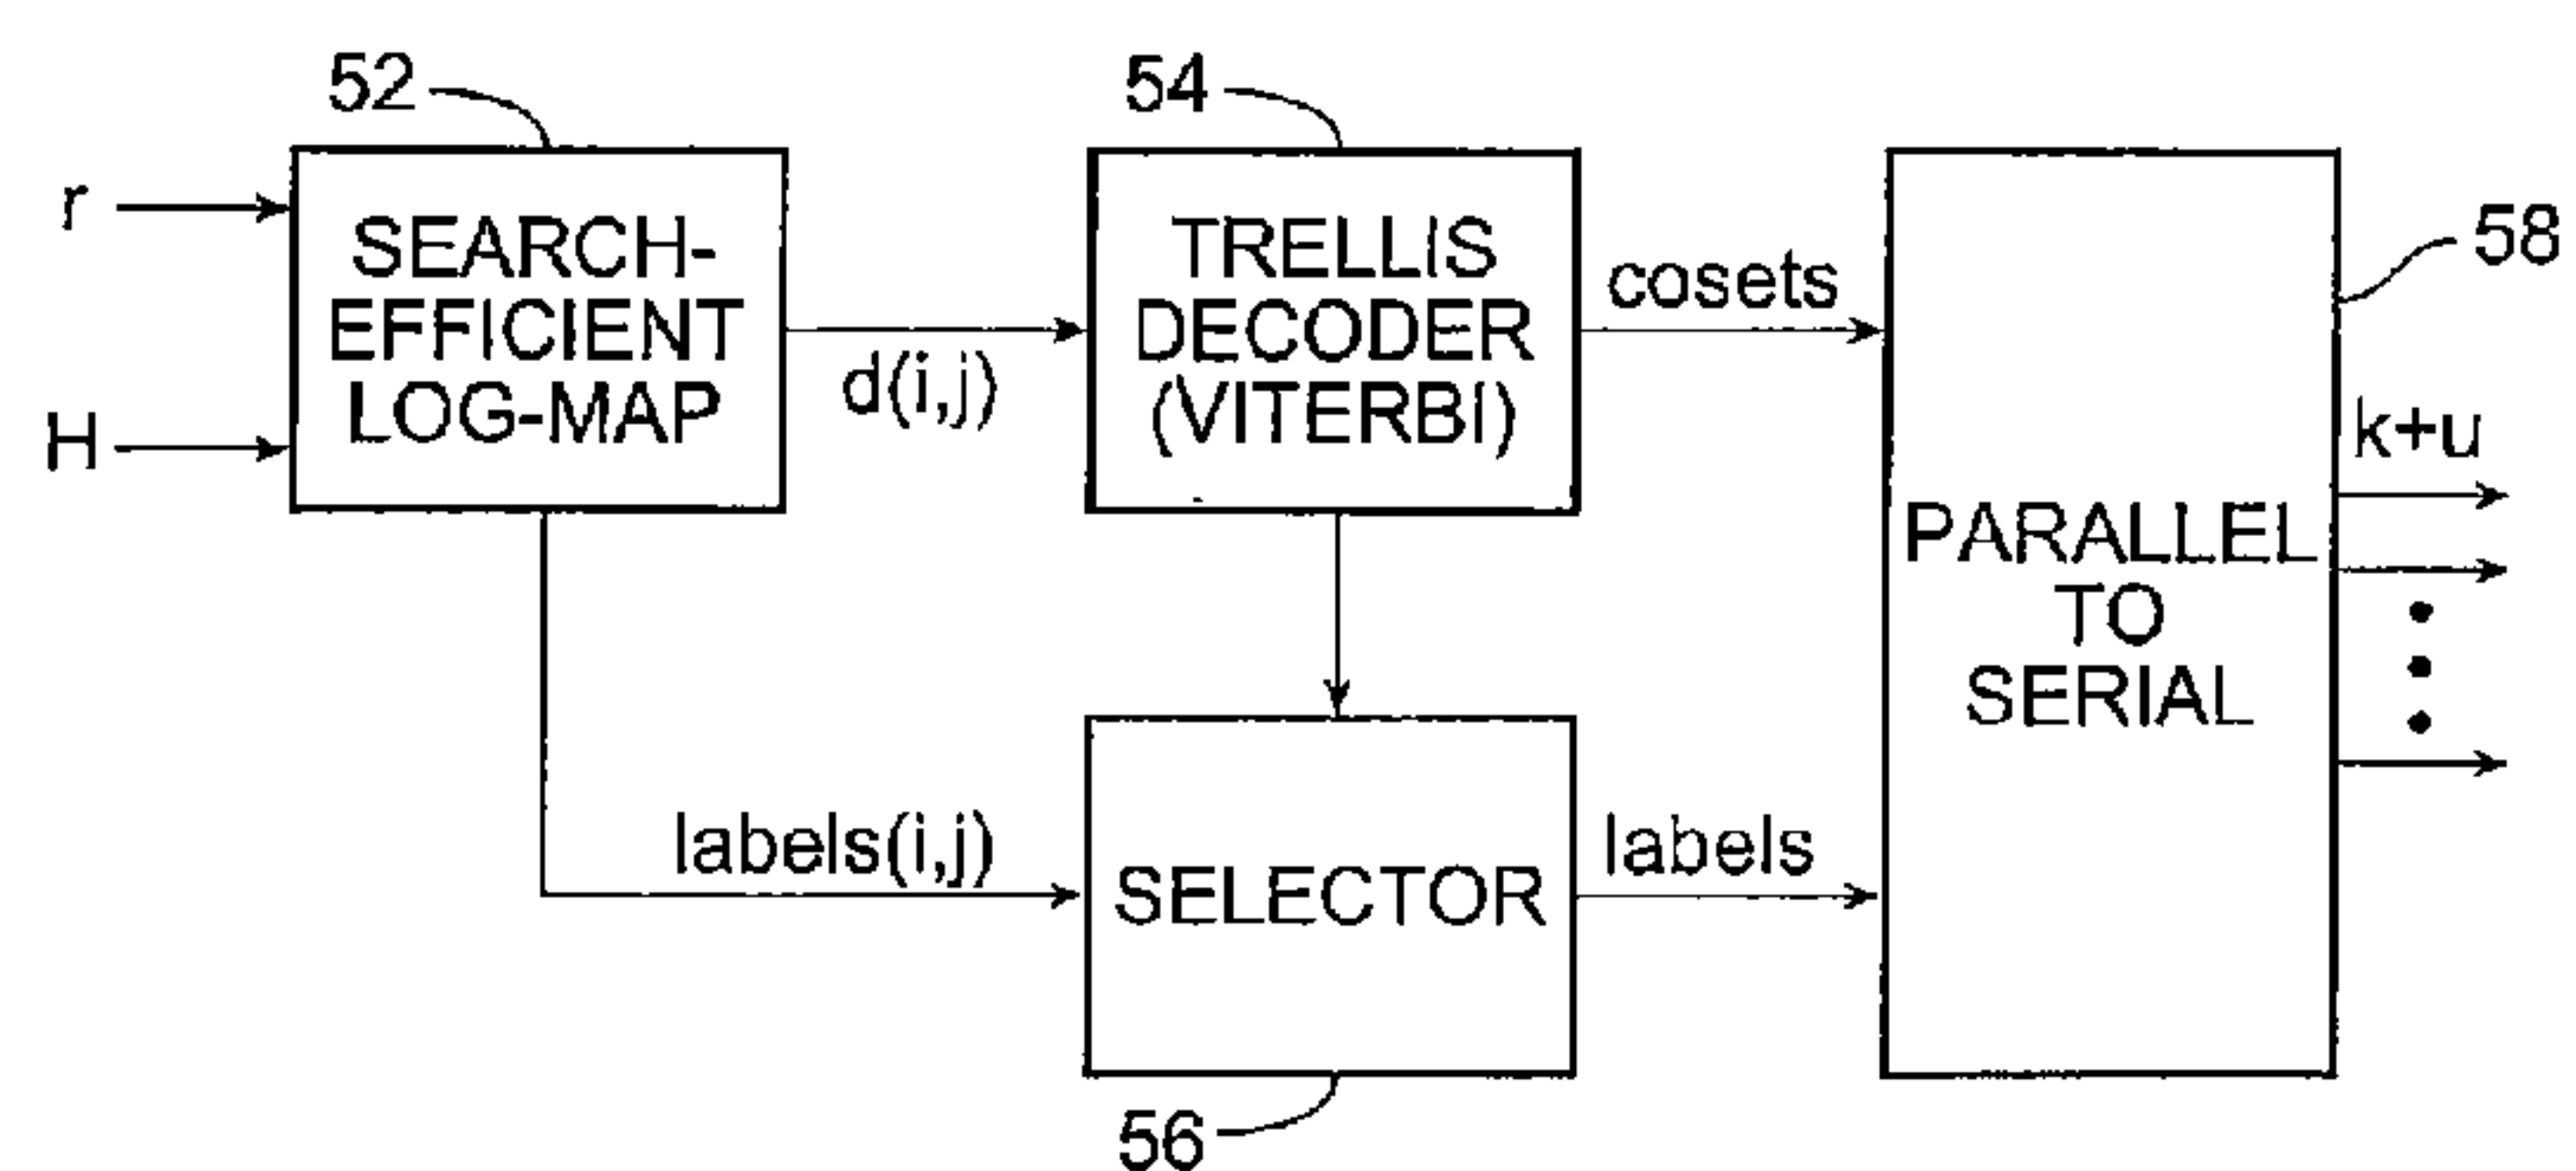 52
54
58
r
H
SEARCH-
EFFICIENT
LOG-MAP
d(i,j)
TRELLIS
DECODER
(VITERBI)
cosets
k+u
PARALLEL
TO
SERIAL
labels(i,j)
SELECTOR
labels
56